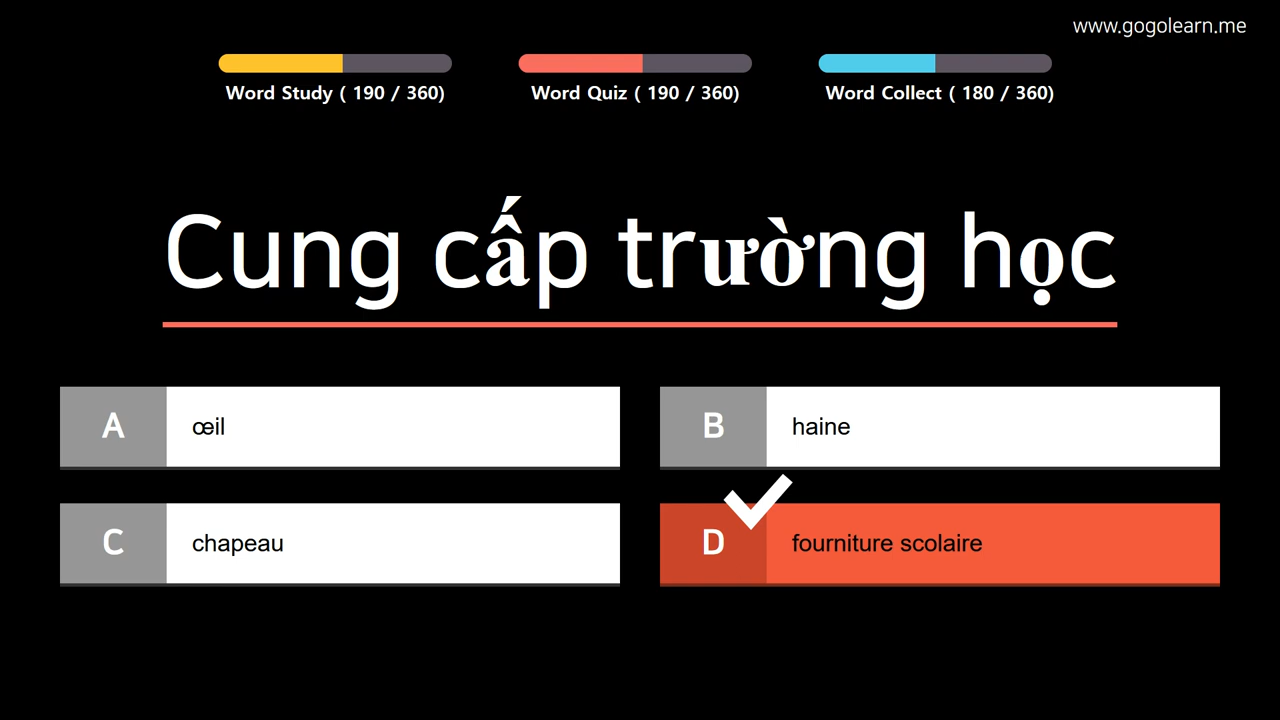 www.gogolearn.me
Word Study ( 190 / 360)
Word Quiz ( 190 / 360)
Word Collect ( 180 / 360)
Cung cấp trường học
A
œil
B
haine
C
chapeau
D
fourniture scolaire